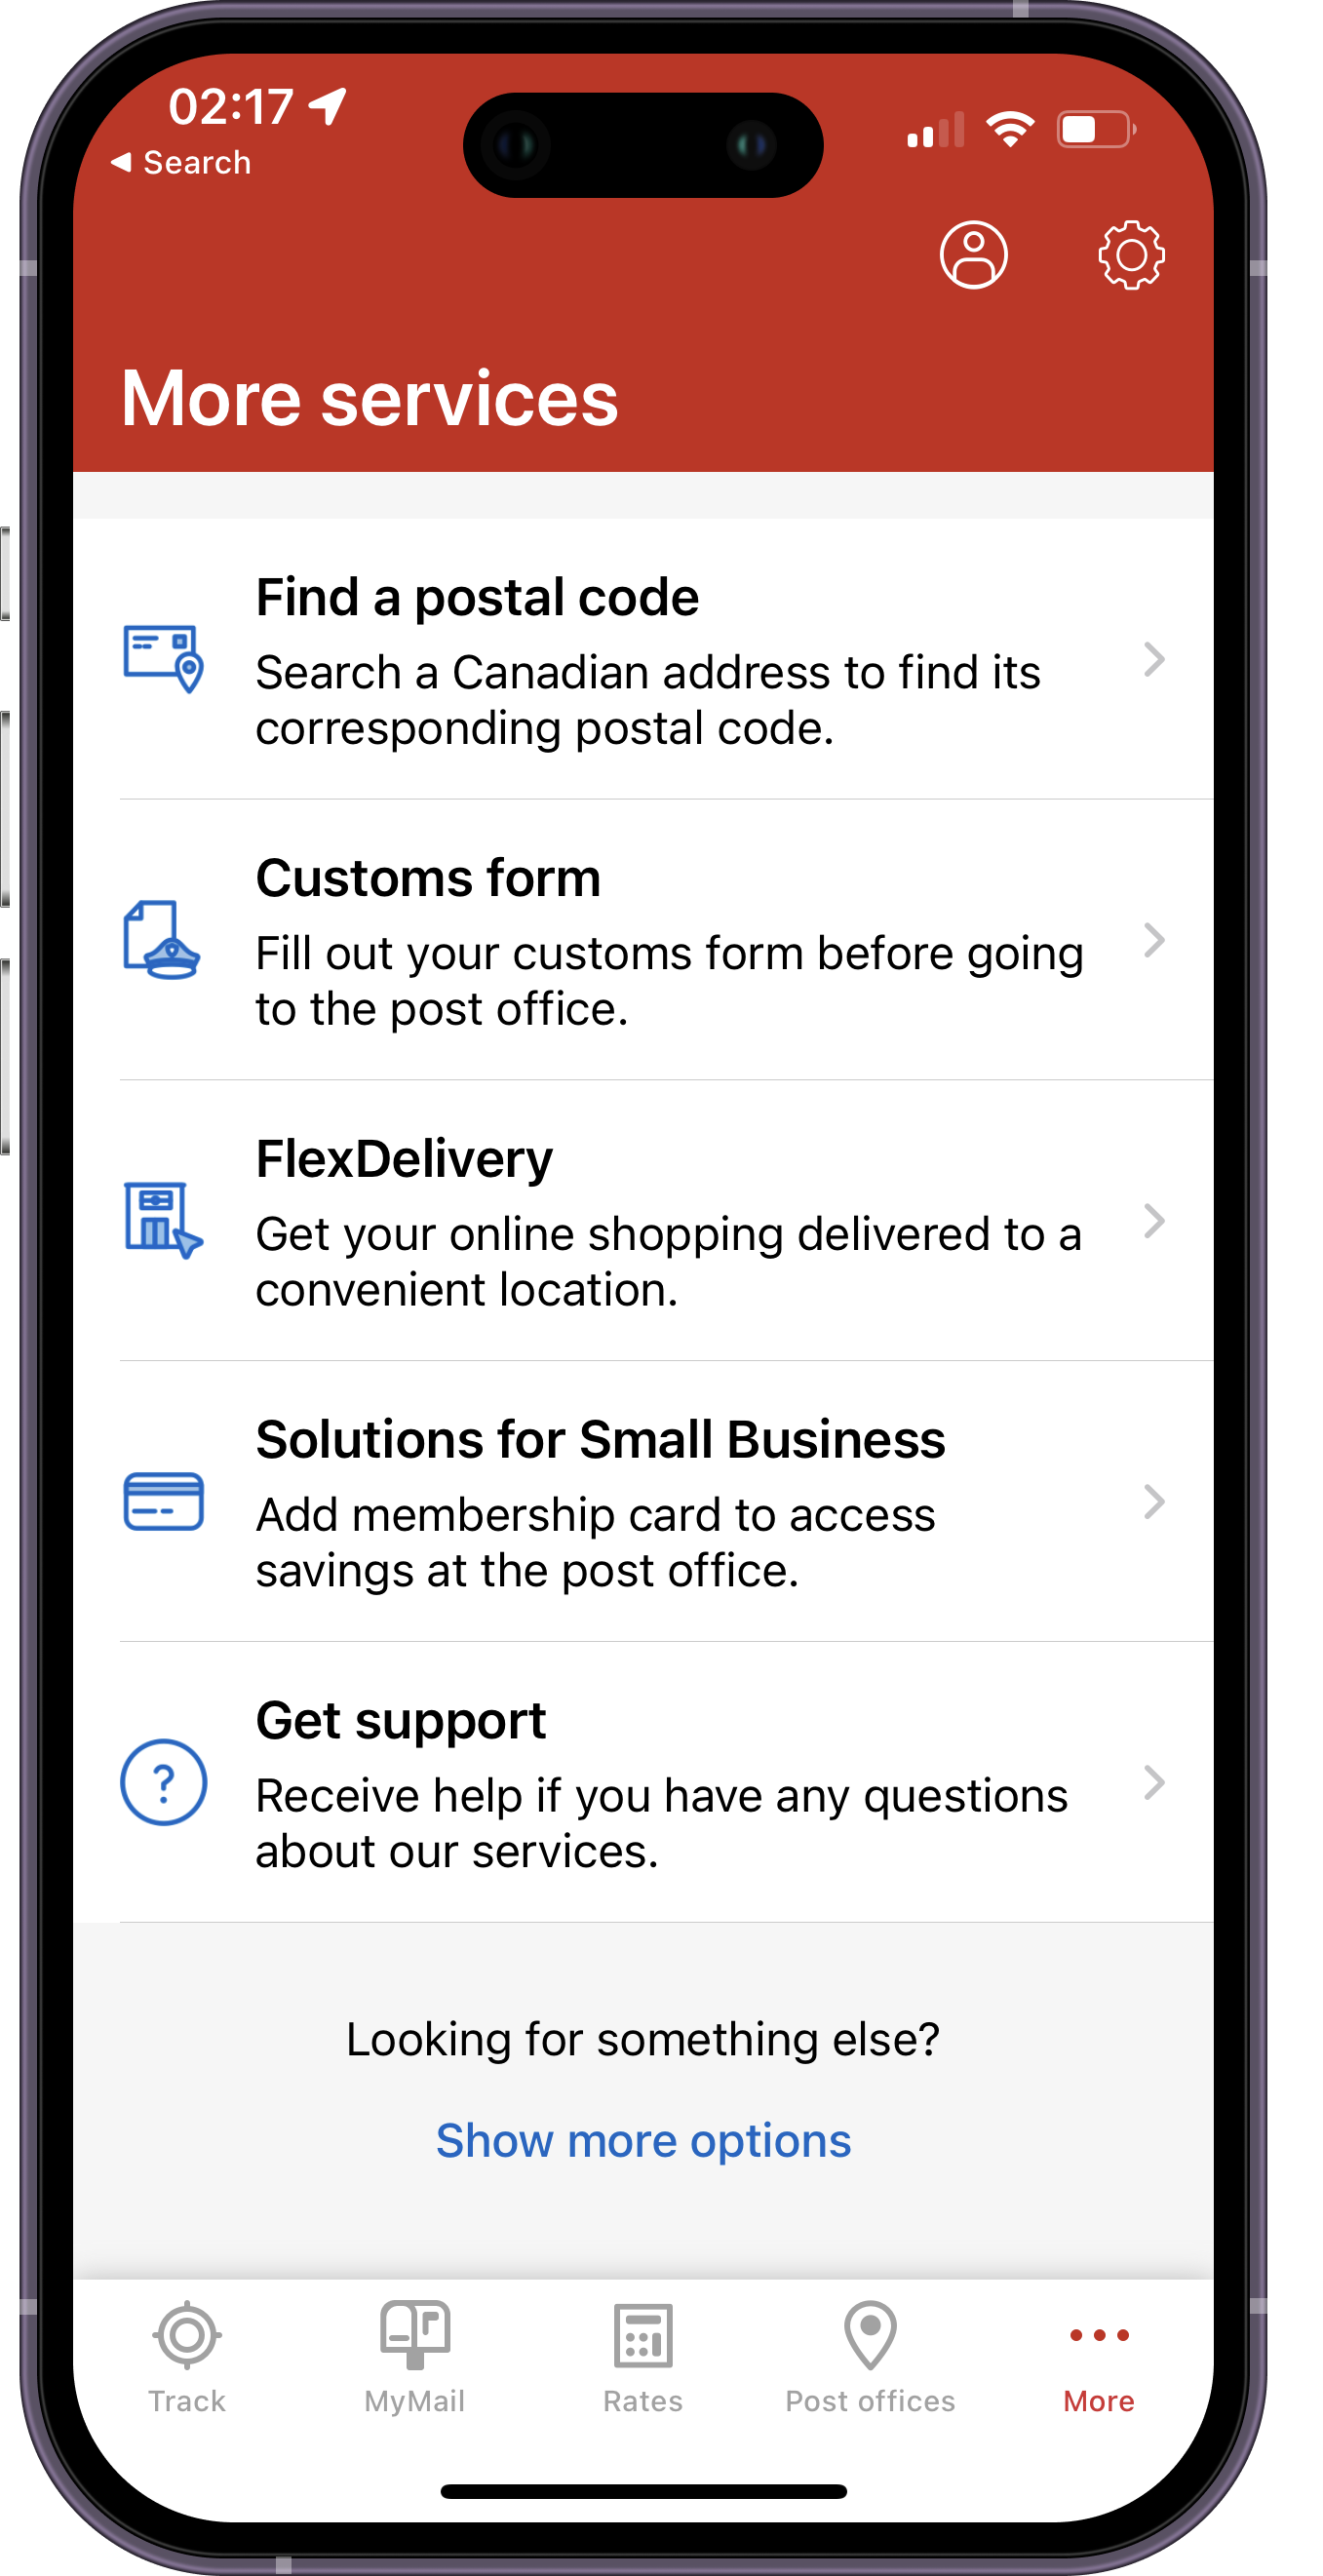 02:17
◀ Search
More services
Find a postal code
Search a Canadian address to find its
corresponding postal code.
Customs form
Fill out your customs form before going
to the post office.
FlexDelivery
Get your online shopping delivered to a
convenient location.
Solutions for Small Business
Add membership card to access
savings at the post office.
Get support
?
Receive help if you have any questions
about our services.
Looking for something else?
Show more options
Track MyMail Rates Post offices More